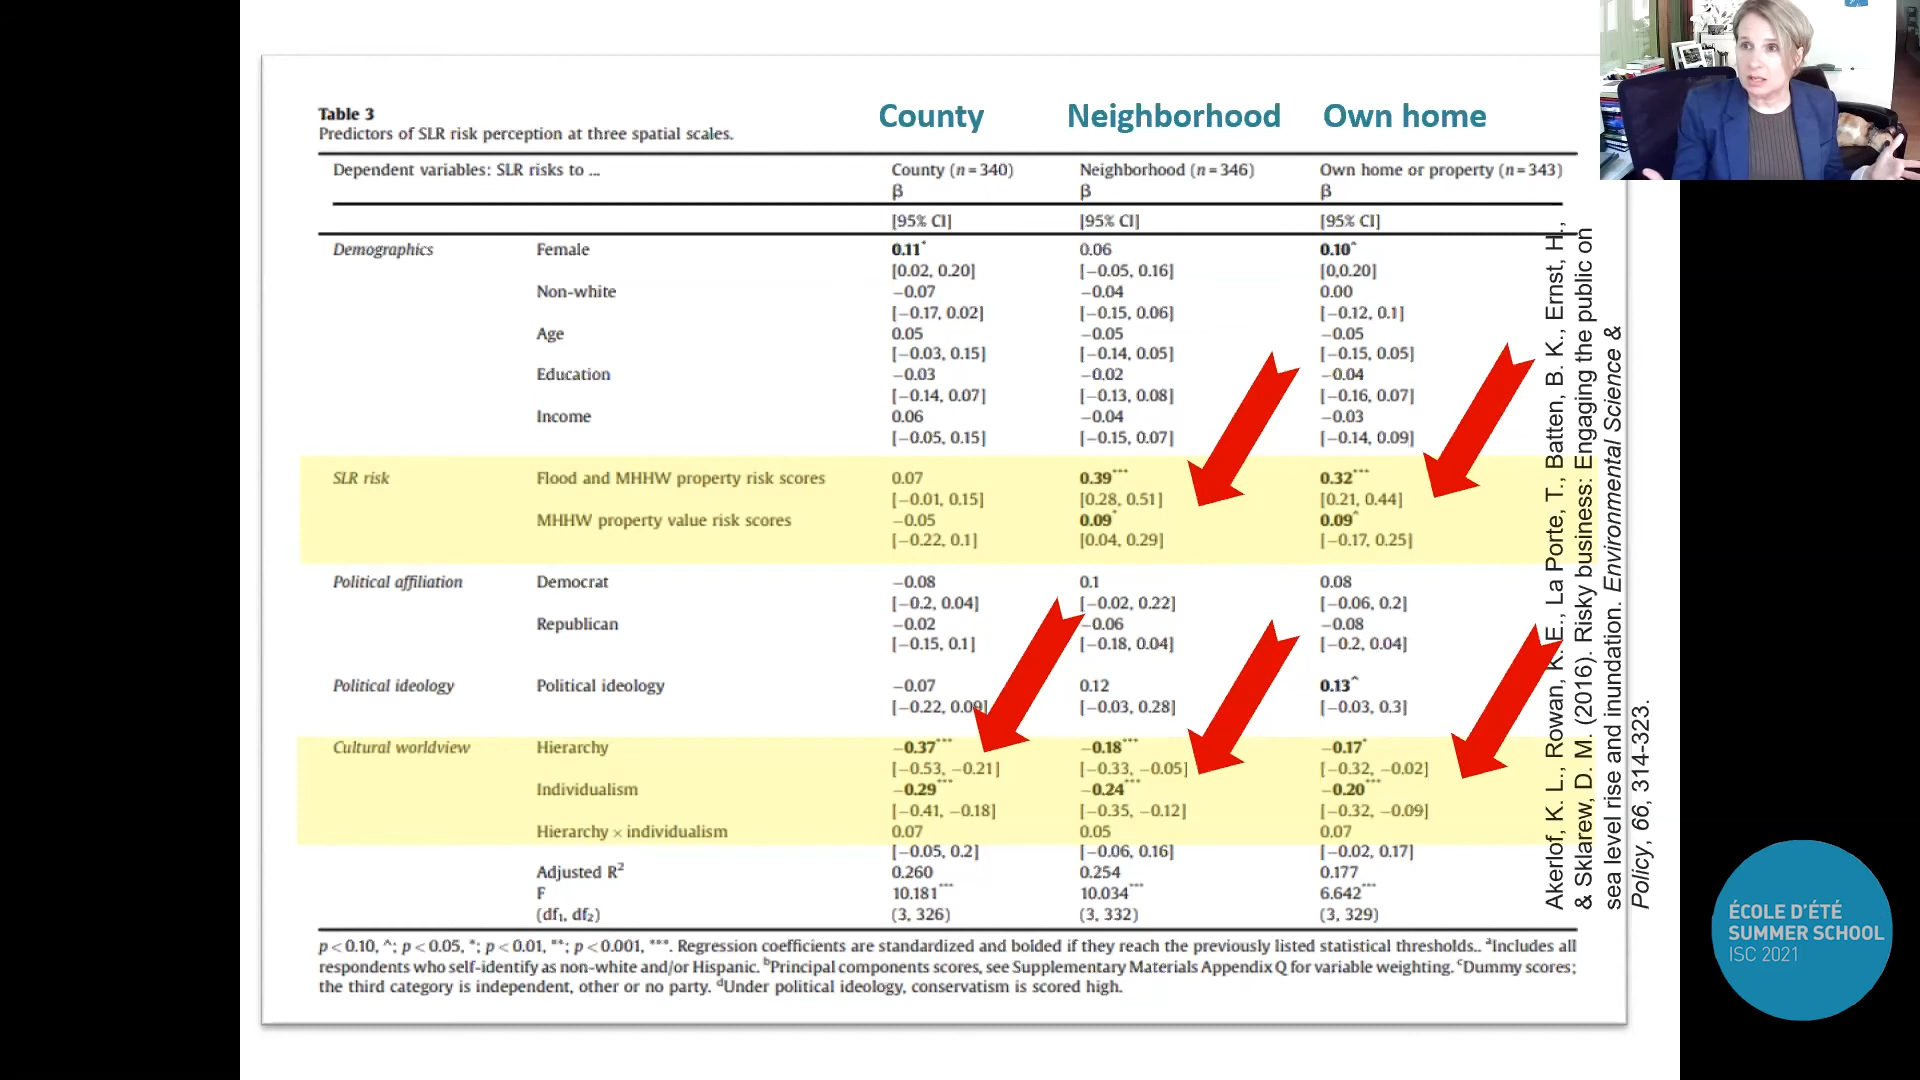 County Neighborhood Own home
Table 3
Predictors of SLR risk perception at three spatial scales.
Dependent variables: SLR risks to ... County (n = 340) Neighborhood (n = 346) Own home or property (n = 343)
β β β
[95% CI] [95% CI] [95% CI]
Demographics Female 0.11* 0.06 0.10^
[0.02, 0.20] [−0.05, 0.16] [0,0.20]
Non-white −0.07 −0.04 0.00
[−0.17, 0.02] [−0.15, 0.06] [−0.12, 0.1]
Age 0.05 −0.05 −0.05
[−0.03, 0.15] [−0.14, 0.05] [−0.15, 0.05]
Education −0.03 −0.02 −0.04
[−0.14, 0.07] [−0.13, 0.08] [−0.16, 0.07]
Income 0.06 −0.04 −0.03
[−0.05, 0.15] [−0.15, 0.07] [−0.14, 0.09]
SLR risk Flood and MHHW property risk scores 0.07 0.39*** 0.32***
[−0.01, 0.15] [0.28, 0.51] [0.21, 0.44]
MHHW property value risk scores −0.05 0.09* 0.09^
[−0.22, 0.1] [0.04, 0.29] [−0.17, 0.25]
Political affiliation Democrat −0.08 0.1 0.08
[−0.2, 0.04] [−0.02, 0.22] [−0.06, 0.2]
Republican −0.02 −0.06 −0.08
[−0.15, 0.1] [−0.18, 0.04] [−0.2, 0.04]
Political ideology Political ideology −0.07 0.12 0.13^
[−0.22, 0.09] [−0.03, 0.28] [−0.03, 0.3]
Cultural worldview Hierarchy −0.37*** −0.18*** −0.17*
[−0.53, −0.21] [−0.33, −0.05] [−0.32, −0.02]
Individualism −0.29*** −0.24*** −0.20***
[−0.41, −0.18] [−0.35, −0.12] [−0.32, −0.09]
Hierarchy × individualism 0.07 0.05 0.07
[−0.05, 0.2] [−0.06, 0.16] [−0.02, 0.17]
Adjusted R² 0.260 0.254 0.177
F 10.181*** 10.034*** 6.642***
(df₁, df₂) (3, 326) (3, 332) (3, 329)
p < 0.10, ^; p < 0.05, *; p < 0.01, **; p < 0.001, ***. Regression coefficients are standardized and bolded if they reach the previously listed statistical thresholds.. ᵃIncludes all
respondents who self-identify as non-white and/or Hispanic. ᵇPrincipal components scores, see Supplementary Materials Appendix Q for variable weighting. ᶜDummy scores;
the third category is independent, other or no party. ᵈUnder political ideology, conservatism is scored high.
Akerlof, K. L., Rowan, K. E., La Porte, T., Batten, B. K., Ernst, H.,
& Sklarew, D. M. (2016). Risky business: Engaging the public on
sea level rise and inundation. Environmental Science &
Policy, 66, 314-323.
ÉCOLE D'ÉTÉ
SUMMER SCHOOL
ISC 2021